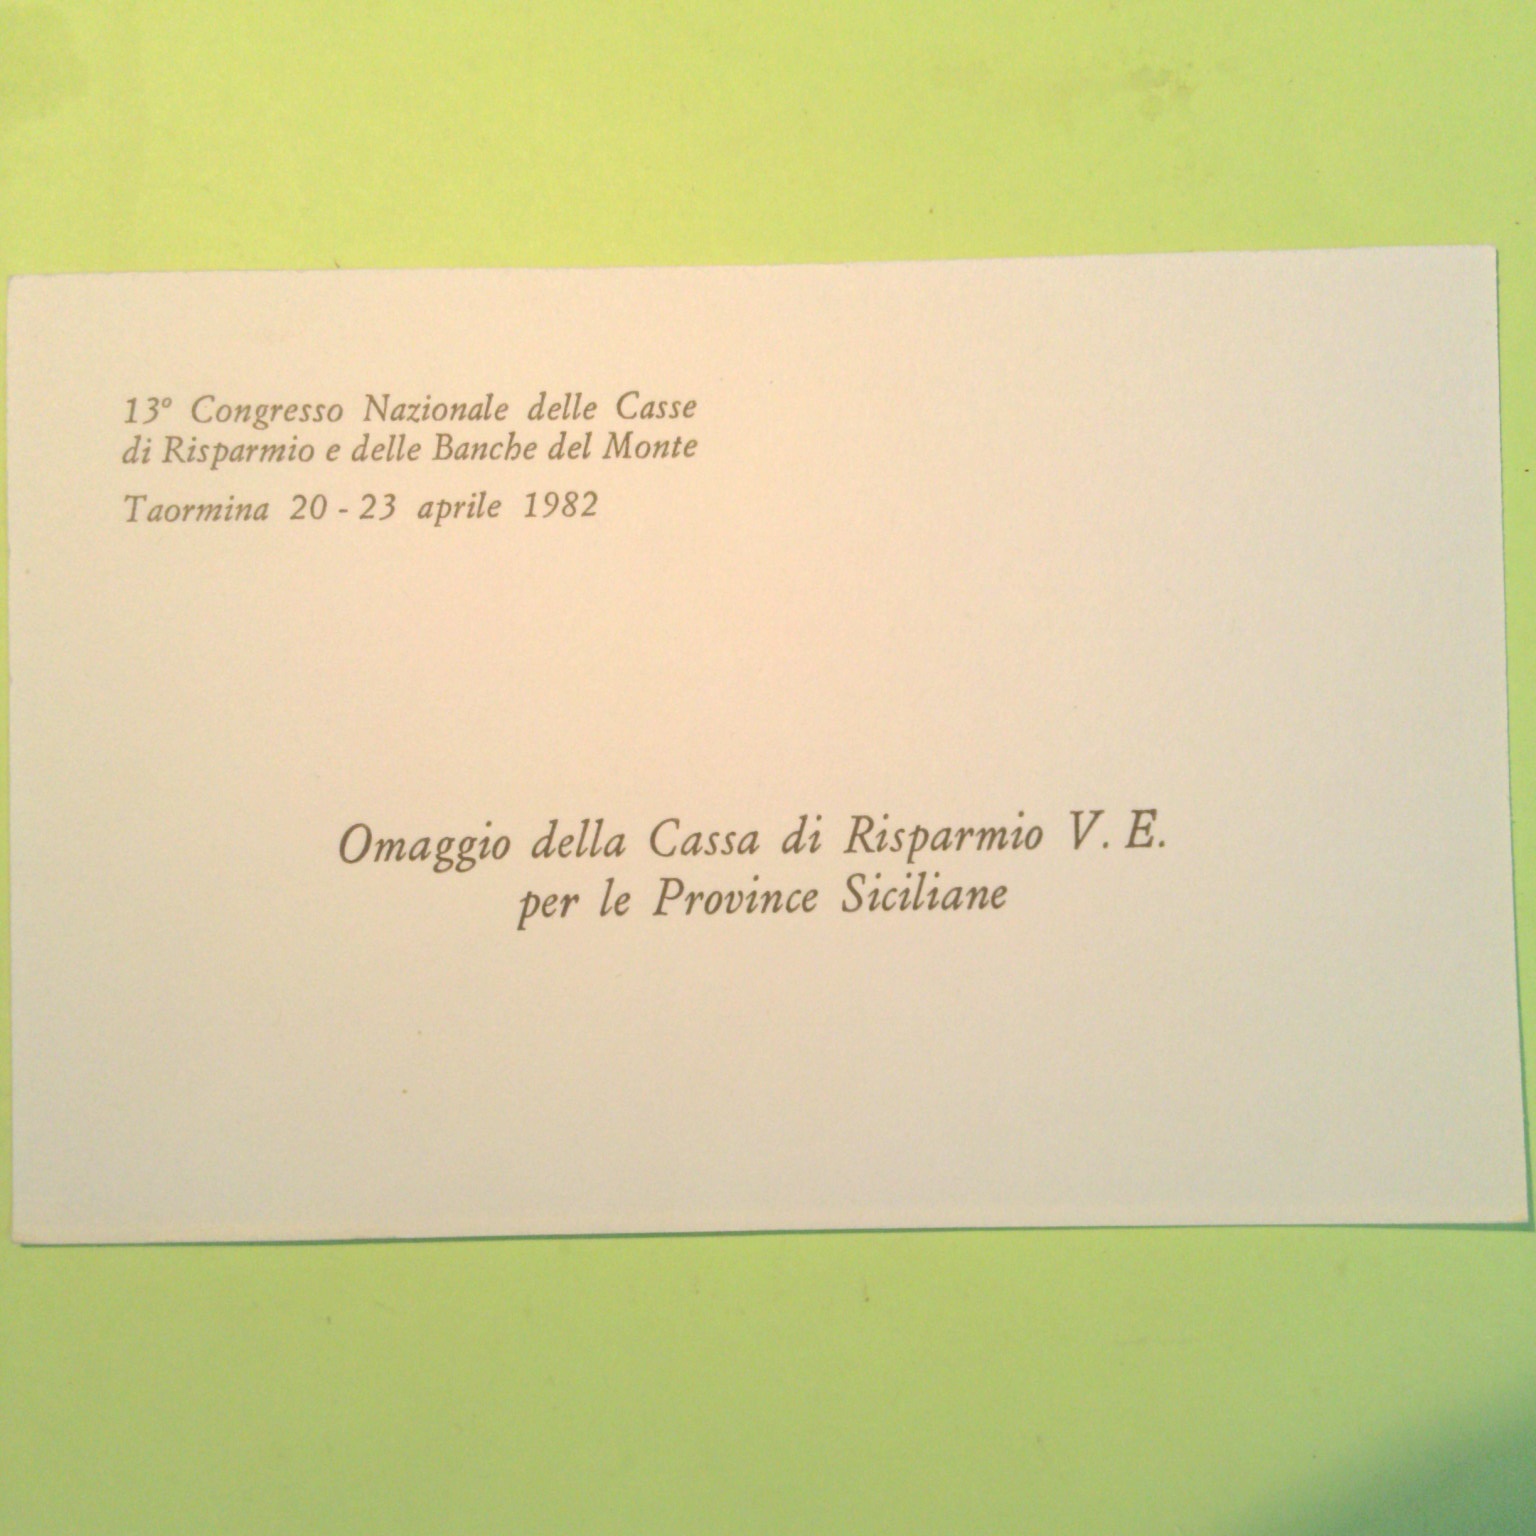 13° Congresso Nazionale delle Casse
di Risparmio e delle Banche del Monte
Taormina 20 - 23 aprile 1982
Omaggio della Cassa di Risparmio V. E.
per le Province Siciliane